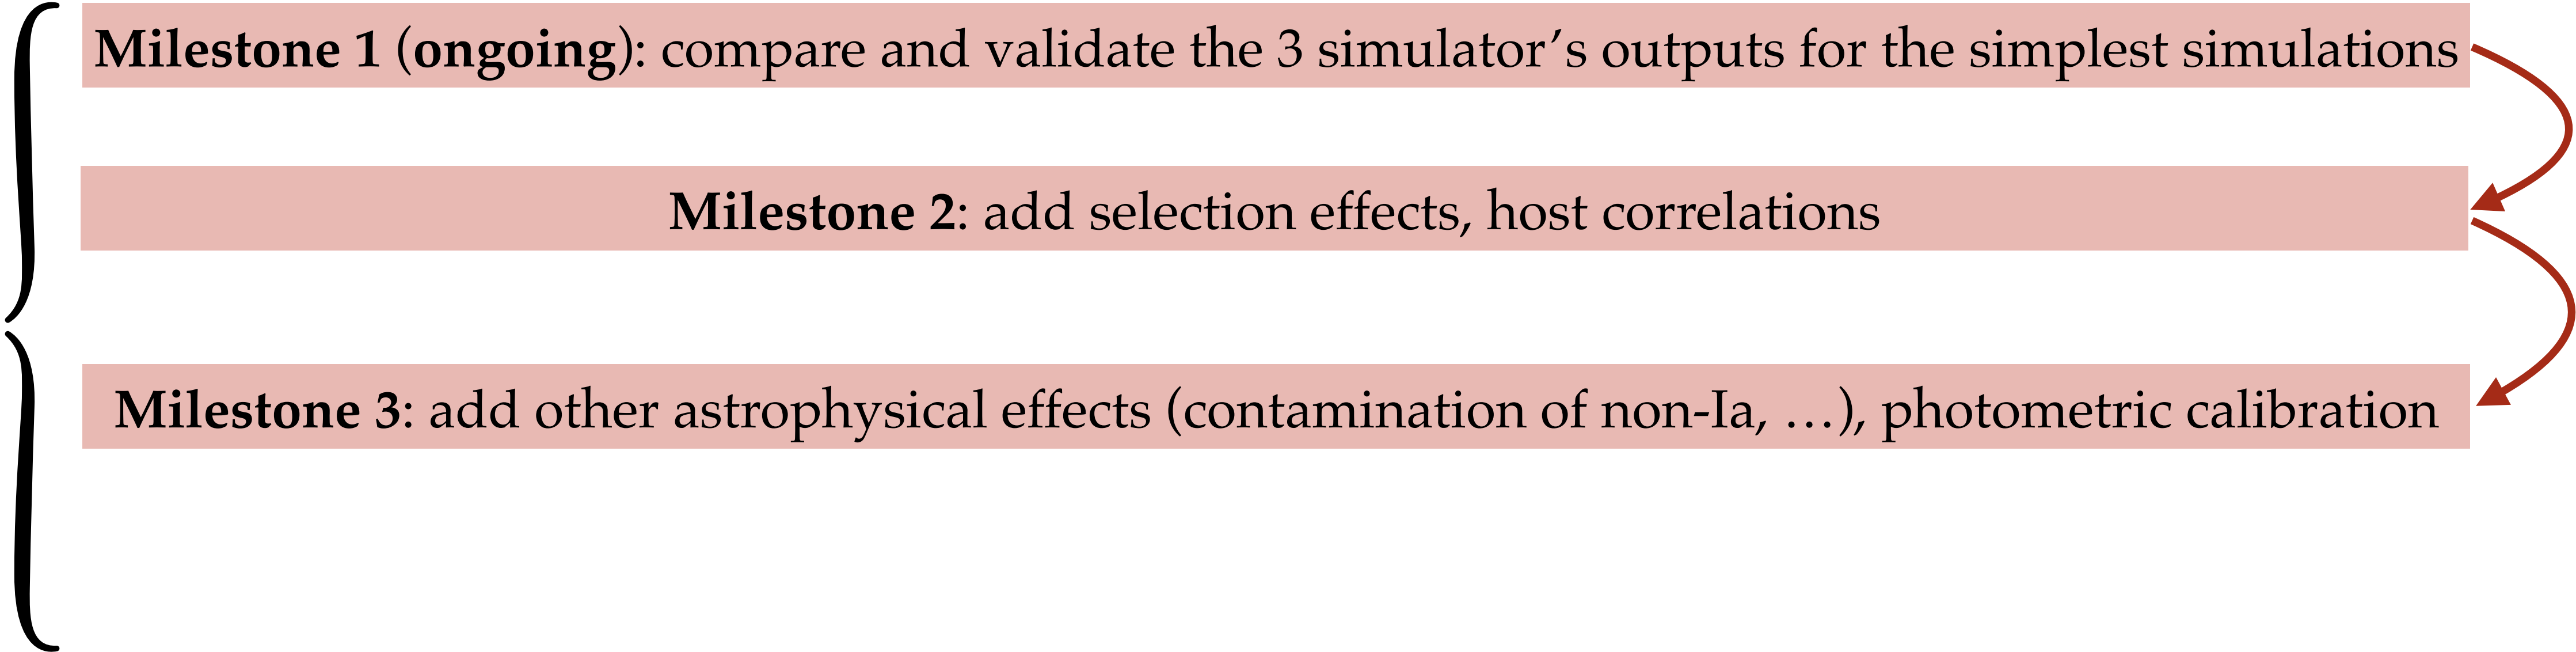 Milestone 1 (ongoing): compare and validate the 3 simulator’s outputs for the simplest simulations
Milestone 2: add selection effects, host correlations
Milestone 3: add other astrophysical effects (contamination of non-Ia, …), photometric calibration